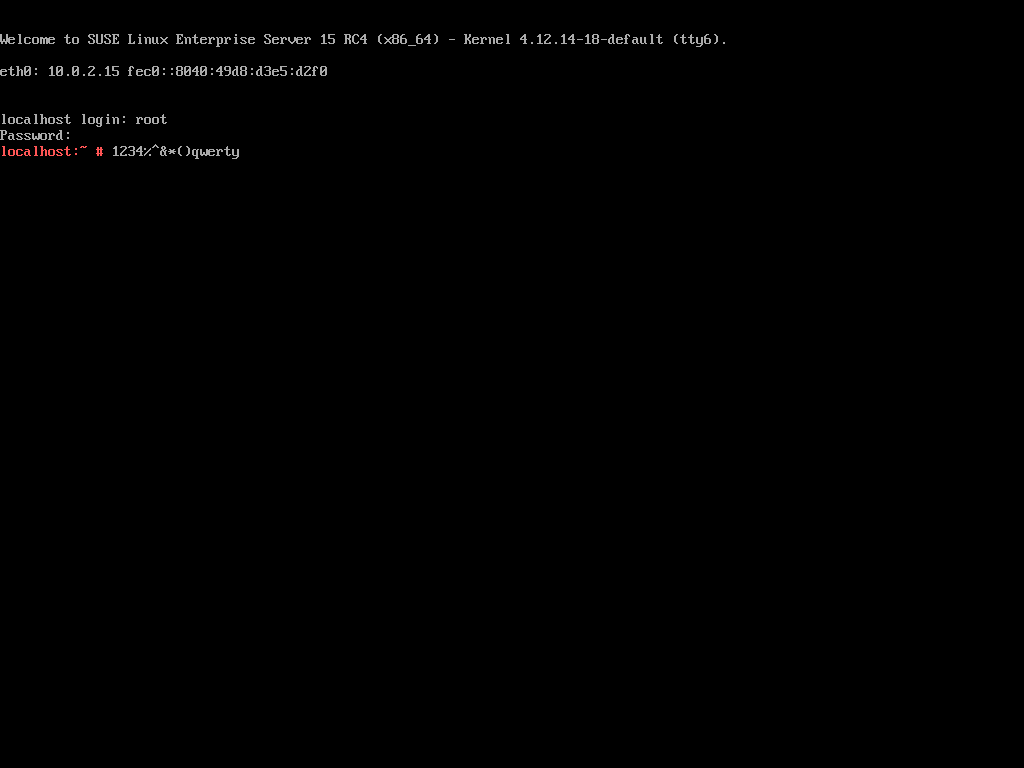 Welcome to SUSE Linux Enterprise Server 15 RC4 (x86_64) - Kernel 4.12.14-18-default (tty6).
eth0: 10.0.2.15 fec0::8040:49d8:d3e5:d2f0
localhost login: root
Password:
localhost:~ # 1234%^&*()qwerty